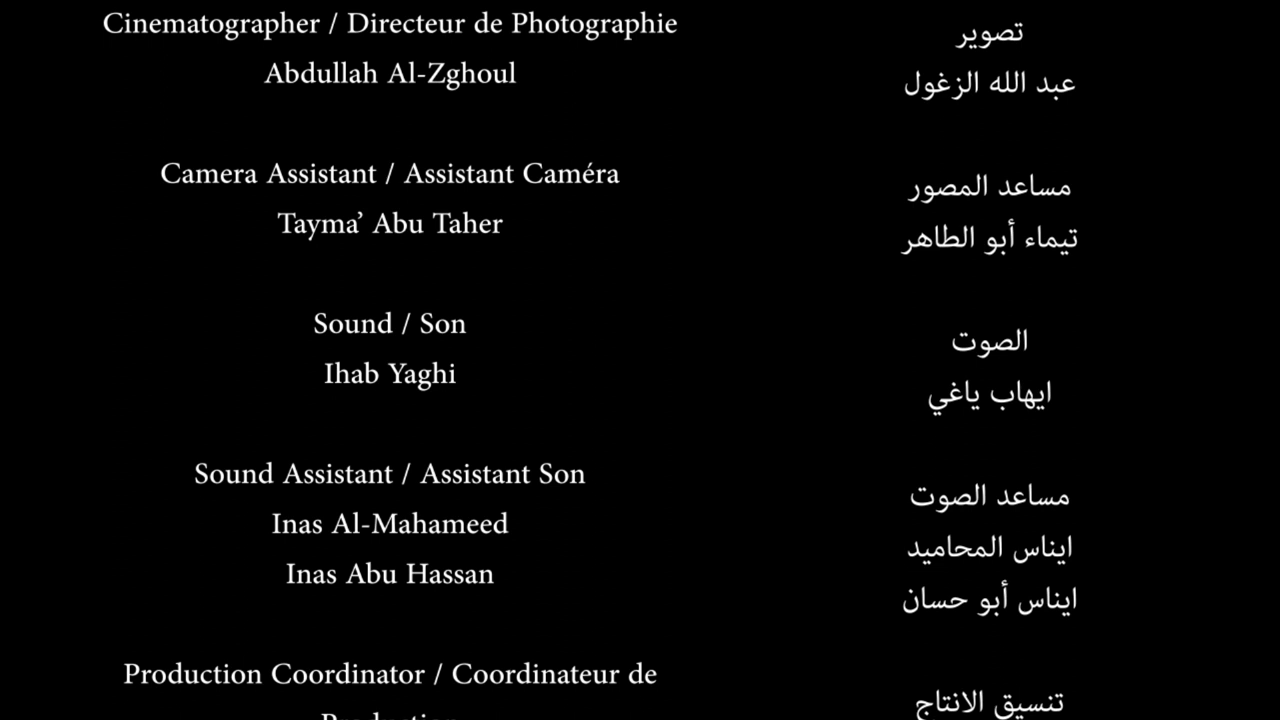 Cinematographer / Directeur de Photographie
Abdullah Al-Zghoul
Camera Assistant / Assistant Caméra
Tayma’ Abu Taher
Sound / Son
Ihab Yaghi
Sound Assistant / Assistant Son
Inas Al-Mahameed
Inas Abu Hassan
Production Coordinator / Coordinateur de
Production
تصوير
عبد الله الزغول
مساعد المصور
تيماء أبو الطاهر
الصوت
ايهاب ياغي
مساعد الصوت
ايناس المحاميد
ايناس أبو حسان
تنسيق الانتاج